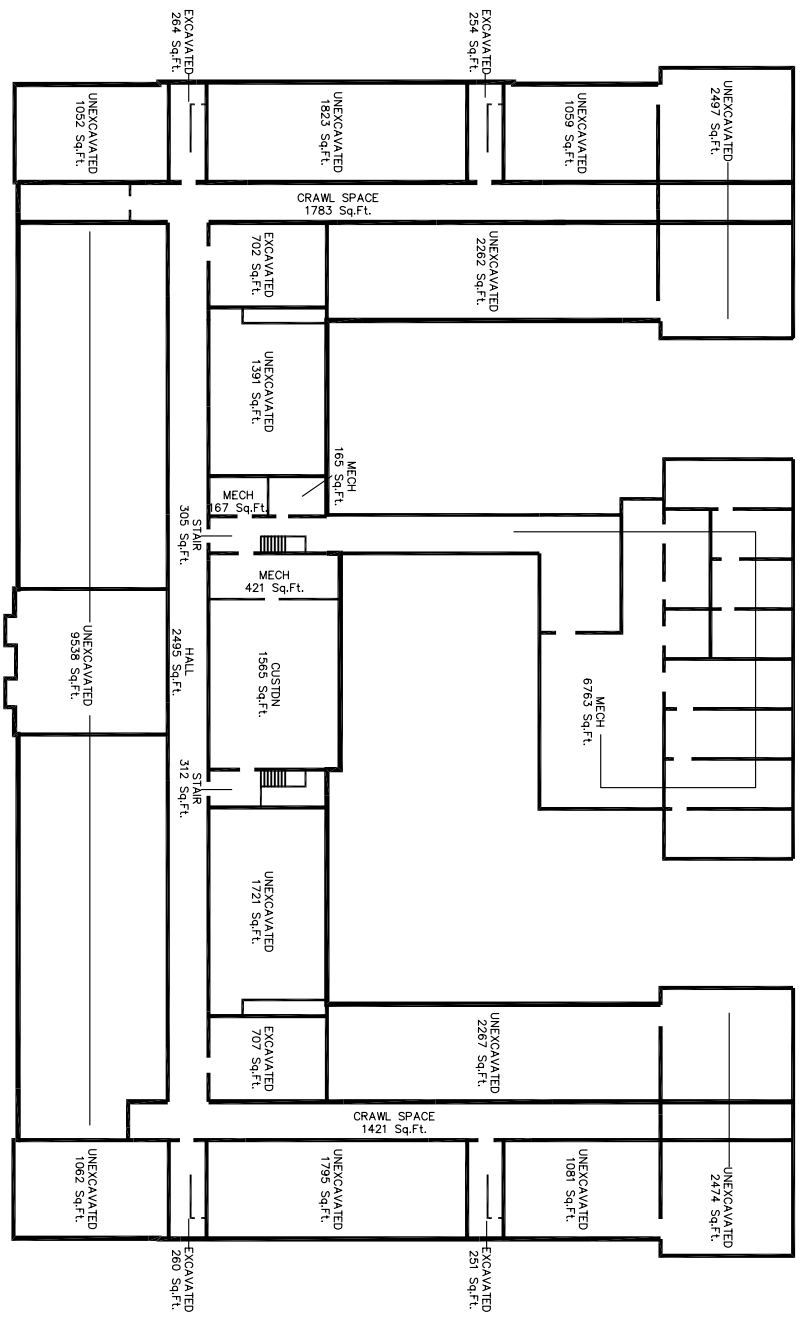 EXCAVATED
264 Sq.Ft.
EXCAVATED
254 Sq.Ft.
UNEXCAVATED
1052 Sq.Ft.
UNEXCAVATED
1823 Sq.Ft.
UNEXCAVATED
1059 Sq.Ft.
UNEXCAVATED
2497 Sq.Ft.
CRAWL SPACE
1783 Sq.Ft.
EXCAVATED
702 Sq.Ft.
UNEXCAVATED
2262 Sq.Ft.
UNEXCAVATED
1391 Sq.Ft.
MECH
165 Sq.Ft.
MECH
167 Sq.Ft.
STAIR
305 Sq.Ft.
MECH
421 Sq.Ft.
UNEXCAVATED
9538 Sq.Ft.
HALL
2495 Sq.Ft.
CUSTDN
1565 Sq.Ft.
MECH
6763 Sq.Ft.
STAIR
312 Sq.Ft.
UNEXCAVATED
1721 Sq.Ft.
EXCAVATED
707 Sq.Ft.
UNEXCAVATED
2267 Sq.Ft.
CRAWL SPACE
1421 Sq.Ft.
UNEXCAVATED
1062 Sq.Ft.
UNEXCAVATED
1795 Sq.Ft.
UNEXCAVATED
1081 Sq.Ft.
UNEXCAVATED
2474 Sq.Ft.
EXCAVATED
260 Sq.Ft.
EXCAVATED
251 Sq.Ft.